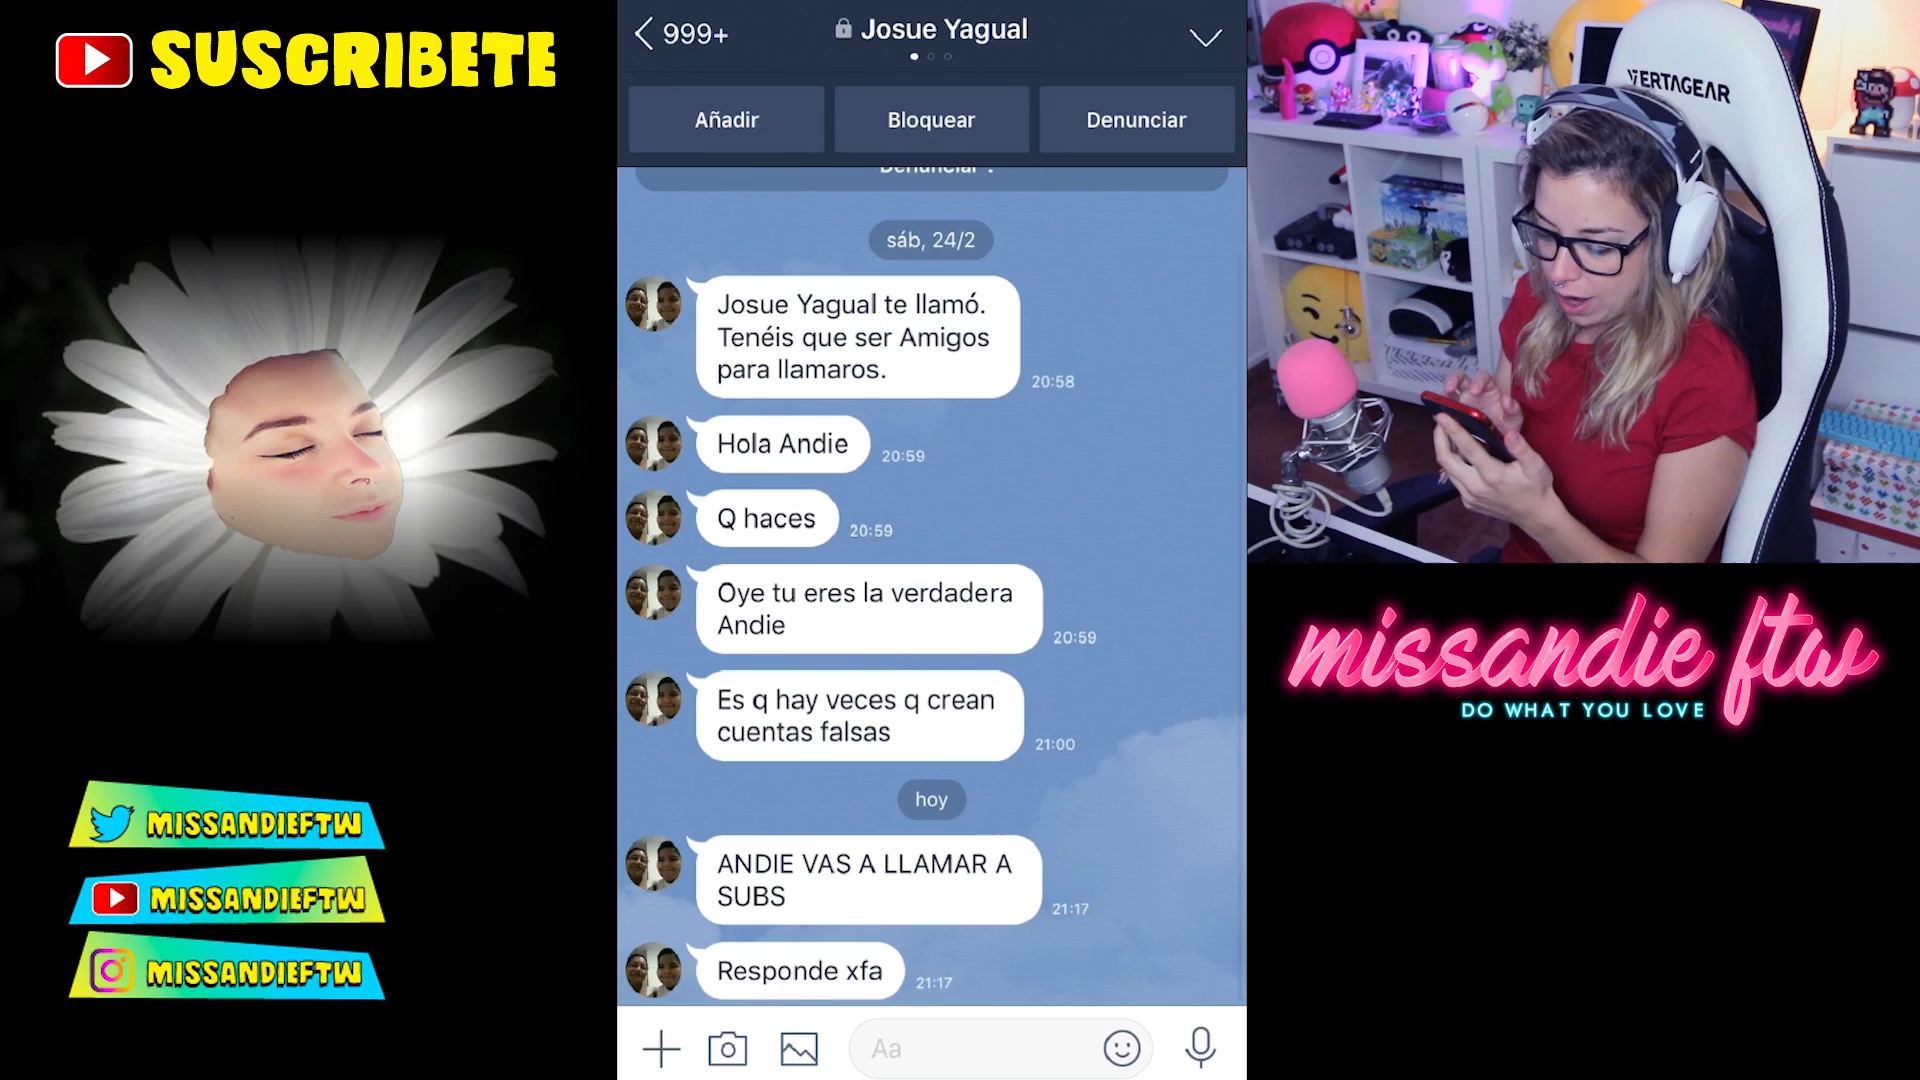 SUSCRIBETE
999+
Josue Yagual
Añadir
Bloquear
Denunciar
Denunciar".
sáb, 24/2
Josue Yagual te llamó.
Tenéis que ser Amigos
para llamaros.
20:58
Hola Andie
20:59
Q haces
20:59
Oye tu eres la verdadera
Andie
20:59
Es q hay veces q crean
cuentas falsas
21:00
hoy
ANDIE VAS A LLAMAR A
SUBS
21:17
Responde xfa
21:17
Aa
VERTAGEAR
missandie ftw
DO WHAT YOU LOVE
MISSANDIEFTW
MISSANDIEFTW
MISSANDIEFTW